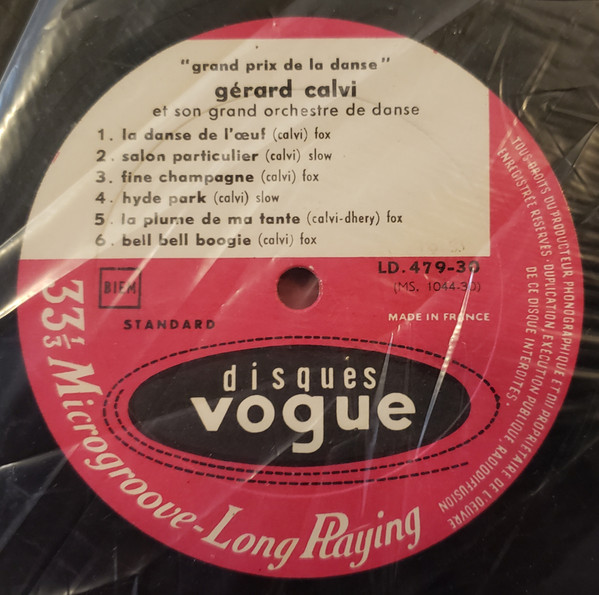 "grand prix de la danse"
gérard calvi
et son grand orchestre de danse
1. la danse de l'œuf (calvi) fox
2. salon particulier (calvi) slow
3. fine champagne (calvi) fox
4. hyde park (calvi) slow
5. la plume de ma tante (calvi-dhery) fox
6. bell bell boogie (calvi) fox
BIEM
LD.479-30
(MS. 1044-30)
STANDARD
MADE IN FRANCE
disques
vogue
33 1/3 Microgroove-Long Playing
TOUS DROITS DU PRODUCTEUR PHONOGRAPHIQUE ET DU PROPRIÉTAIRE DE L'ŒUVRE
ENREGISTRÉE RÉSERVÉS · DUPLICATION EXÉCUTION PUBLIQUE, RADIODIFFUSION
DE CE DISQUE INTERDITES ·